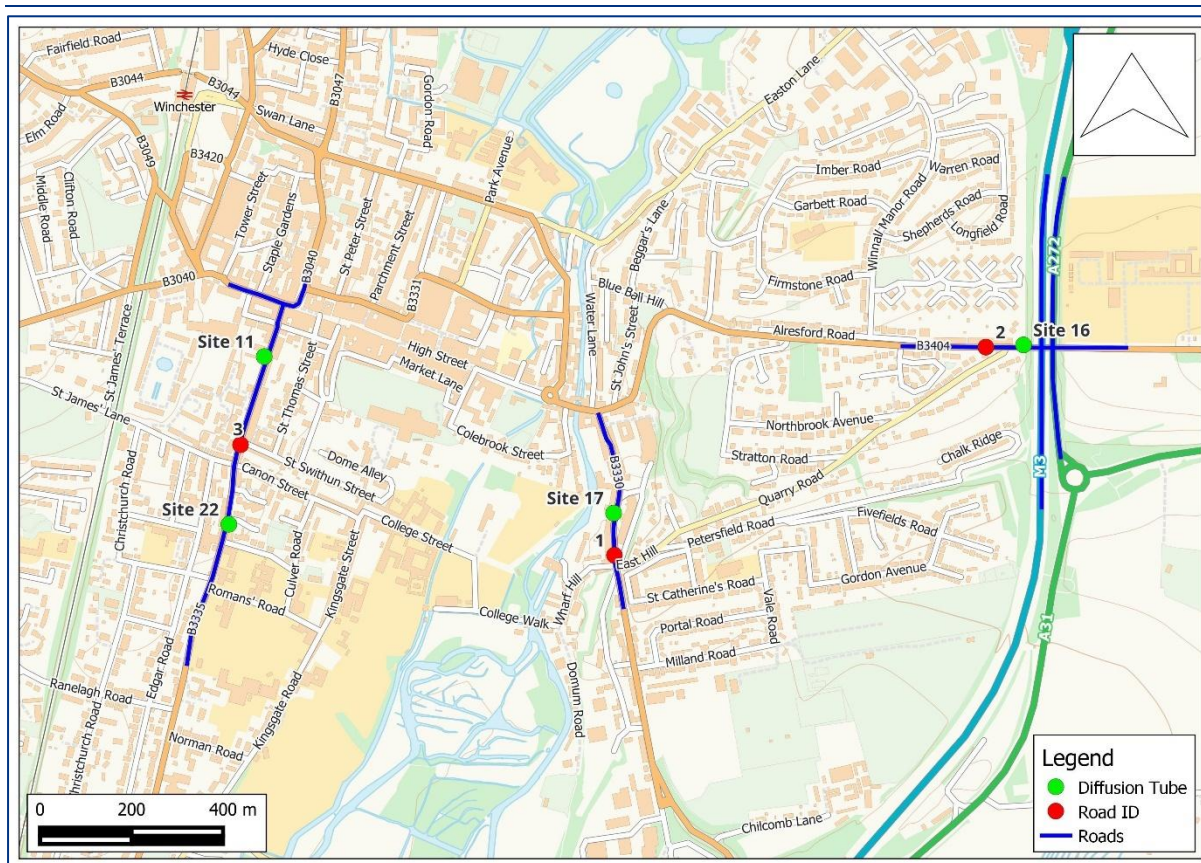 Fairfield Road
Hyde Close
B3044
B3047
Gordon Road
B3044
Winchester
Swan Lane
Easton Lane
Elm Road
B3049
B3420
Park Avenue
Imber Road
Warren Road
Middle Road
Clifton Road
Tower Street
Staple Gardens
St Peter Street
Parchment Street
Garbett Road
Winnall Manor Road
Shepherds Road
Longfield Road
Beggar's Lane
A272
B3040
B3040
B3331
Blue Ball Hill
Firmstone Road
St James' Terrace
Water Lane
St John's Street
Alresford Road
2
Site 16
Site 11
High Street
B3404
Market Lane
St Thomas Street
St James' Lane
Northbrook Avenue
Colebrook Street
3
Dome Alley
Stratton Road
Chalk Ridge
St Swithun Street
B3330
M3
Canon Street
Quarry Road
Christchurch Road
Site 22
Site 17
College Street
Petersfield Road
Fivefields Road
1
East Hill
Culver Road
Kingsgate Street
Gordon Avenue
Romans' Road
St Catherine's Road
Wharf Hill
Vale Road
B3335
College Walk
Portal Road
A31
Milland Road
Edgar Road
Ranelagh Road
Domum Road
Norman Road
Kingsgate Road
Christchurch Road
Chilcomb Lane
0 200 400 m
Legend
Diffusion Tube
Road ID
Roads